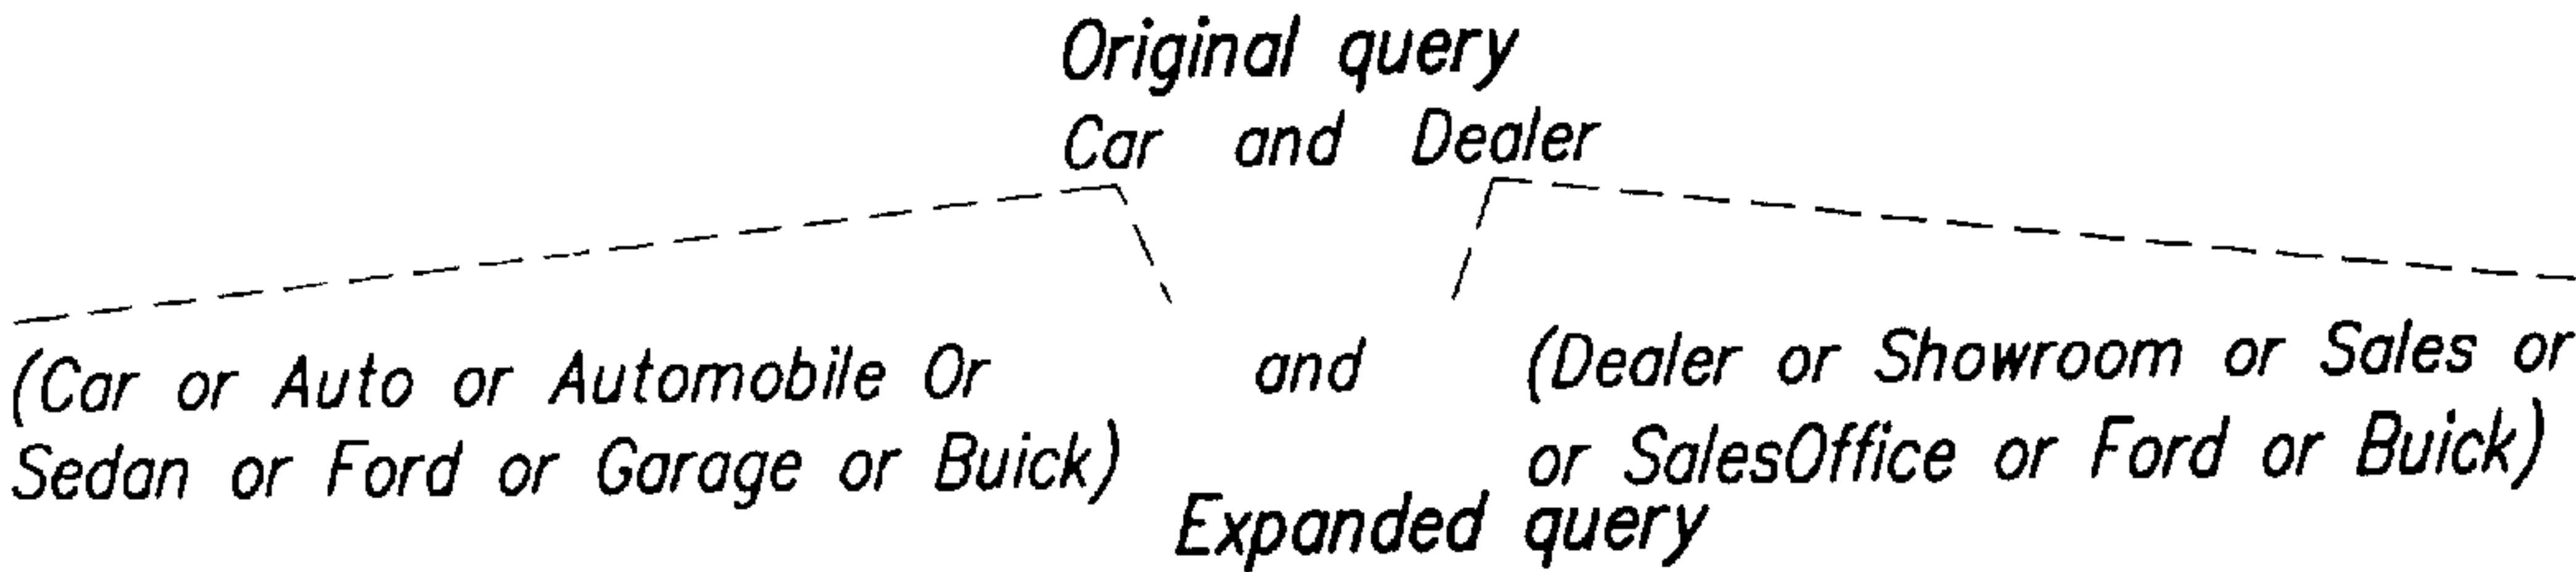 Original query
Car and Dealer
(Car or Auto or Automobile Or and (Dealer or Showroom or Sales or
Sedan or Ford or Garage or Buick) or SalesOffice or Ford or Buick)
Expanded query